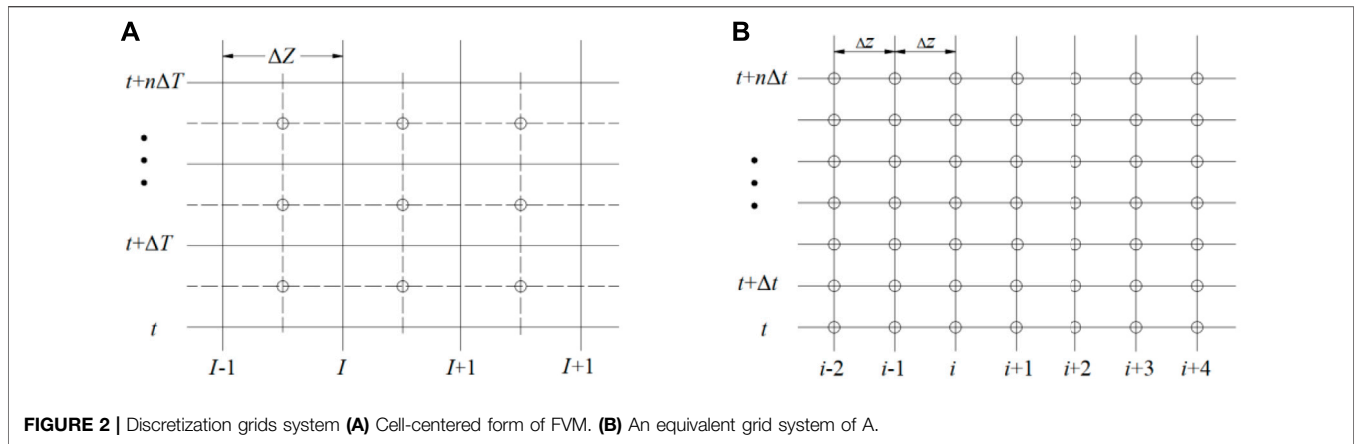 A
ΔZ
t+nΔT
t+ΔT
t
I-1 I I+1 I+1
B
Δz Δz
t+nΔt
t+Δt
t
i-2 i-1 i i+1 i+2 i+3 i+4
FIGURE 2 | Discretization grids system (A) Cell-centered form of FVM. (B) An equivalent grid system of A.